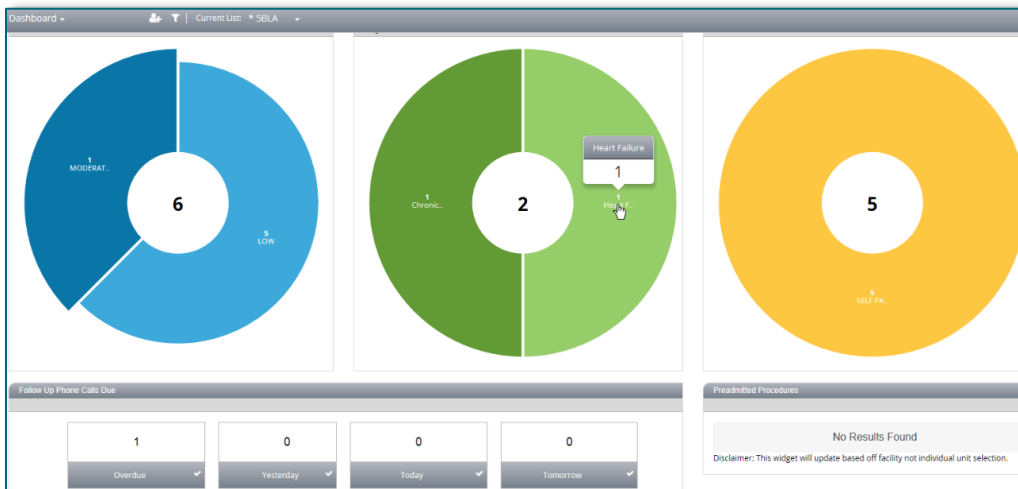 Dashboard
Current List: * 5BLA
1
MODERAT..
6
5
LOW
1
Chronic..
2
Heart Failure
1
1
5
5
SELF PA..
Follow Up Phone Calls Due
1
Overdue
0
Yesterday
0
Today
0
Tomorrow
Preadmitted Procedures
No Results Found
Disclaimer: This widget will update based off facility not individual unit selection.